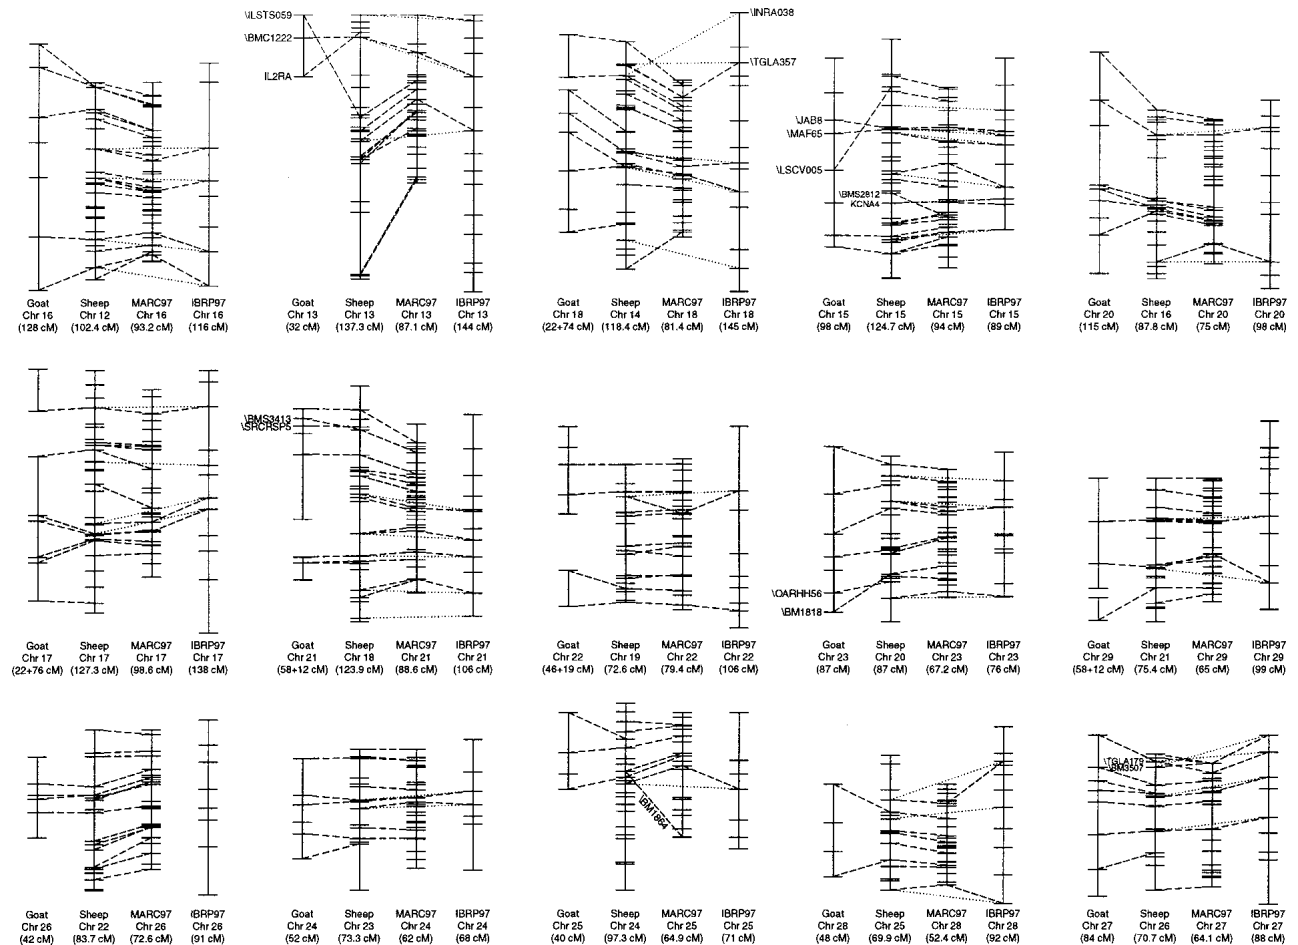 \ILSTS059
\BMC1222
IL2RA
\INRA038
\TGLA357
\JAB8
\MAF65
\LSCV005
\BMS2812
KCNA4
Goat Sheep MARC97 IBRP97
Chr 16 Chr 12 Chr 16 Chr 16
(128 cM) (102.4 cM) (93.2 cM) (116 cM)
Goat Sheep MARC97 IBRP97
Chr 13 Chr 13 Chr 13 Chr 13
(32 cM) (137.3 cM) (87.1 cM) (144 cM)
Goat Sheep MARC97 IBRP97
Chr 18 Chr 14 Chr 18 Chr 18
(22+74 cM) (118.4 cM) (81.4 cM) (145 cM)
Goat Sheep MARC97 IBRP97
Chr 15 Chr 15 Chr 15 Chr 15
(98 cM) (124.7 cM) (94 cM) (89 cM)
Goat Sheep MARC97 IBRP97
Chr 20 Chr 16 Chr 20 Chr 20
(115 cM) (87.8 cM) (75 cM) (98 cM)
\BMS3413
\SRCRSP5
\OARHH56
\BM1818
Goat Sheep MARC97 IBRP97
Chr 17 Chr 17 Chr 17 Chr 17
(22+76 cM) (127.3 cM) (98.6 cM) (138 cM)
Goat Sheep MARC97 IBRP97
Chr 21 Chr 18 Chr 21 Chr 21
(58+12 cM) (123.9 cM) (88.6 cM) (106 cM)
Goat Sheep MARC97 IBRP97
Chr 22 Chr 19 Chr 22 Chr 22
(46+19 cM) (72.6 cM) (79.4 cM) (106 cM)
Goat Sheep MARC97 IBRP97
Chr 23 Chr 20 Chr 23 Chr 23
(87 cM) (87 cM) (67.2 cM) (76 cM)
Goat Sheep MARC97 IBRP97
Chr 29 Chr 21 Chr 29 Chr 29
(58+12 cM) (75.4 cM) (65 cM) (99 cM)
\BM1864
\TGLA179
\BM3507
Goat Sheep MARC97 IBRP97
Chr 26 Chr 22 Chr 26 Chr 26
(42 cM) (83.7 cM) (72.6 cM) (91 cM)
Goat Sheep MARC97 IBRP97
Chr 24 Chr 23 Chr 24 Chr 24
(52 cM) (73.3 cM) (62 cM) (68 cM)
Goat Sheep MARC97 IBRP97
Chr 25 Chr 24 Chr 25 Chr 25
(40 cM) (97.3 cM) (64.9 cM) (71 cM)
Goat Sheep MARC97 IBRP97
Chr 28 Chr 25 Chr 28 Chr 28
(48 cM) (69.9 cM) (52.4 cM) (92 cM)
Goat Sheep MARC97 IBRP97
Chr 27 Chr 26 Chr 27 Chr 27
(84 cM) (70.7 cM) (64.1 cM) (88 cM)